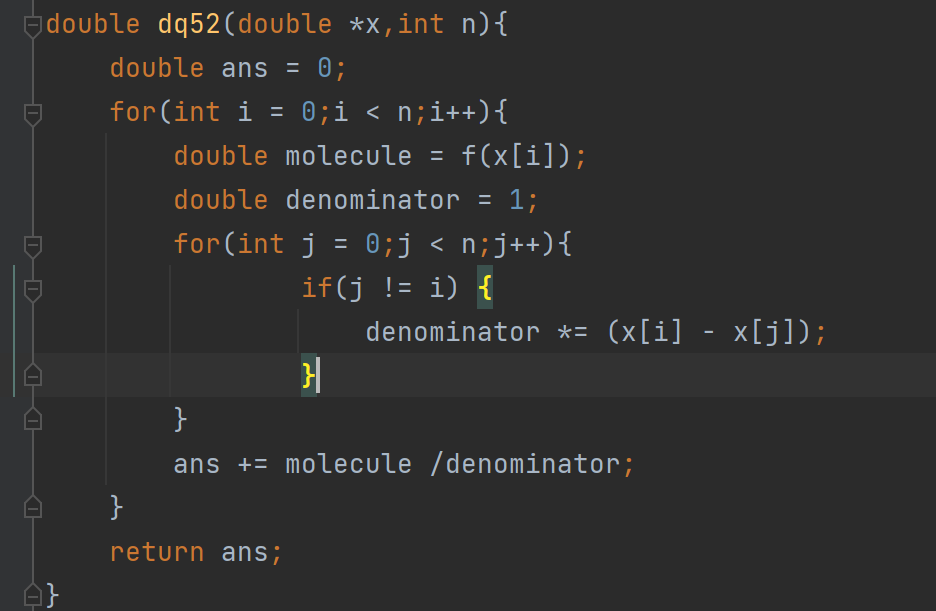 double dq52(double *x,int n){
    double ans = 0;
    for(int i = 0;i < n;i++){
        double molecule = f(x[i]);
        double denominator = 1;
        for(int j = 0;j < n;j++){
                if(j != i) {
                    denominator *= (x[i] - x[j]);
                }
        }
        ans += molecule /denominator;
    }
    return ans;
}